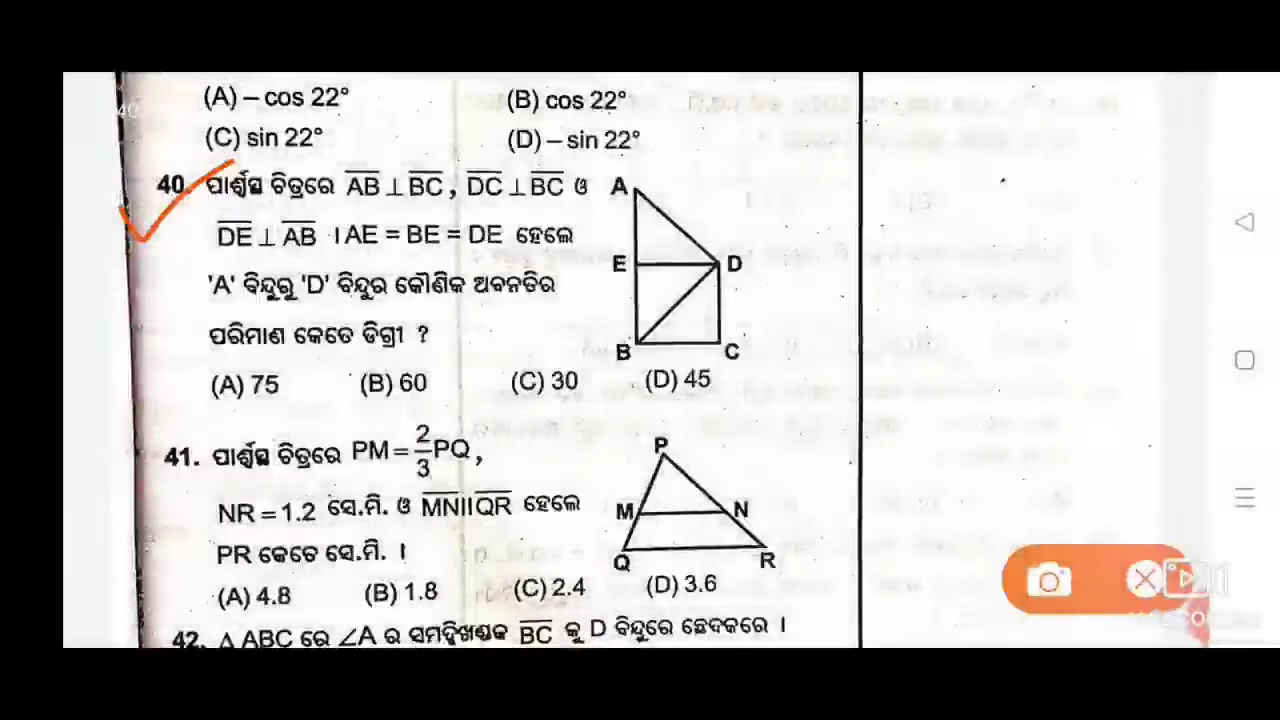 (A) – cos 22° (B) cos 22°
(C) sin 22° (D) – sin 22°
40. ପାର୍ଶ୍ୱସ୍ଥ ଚିତ୍ରରେ AB ⊥ BC , DC ⊥ BC ଓ
DE ⊥ AB । AE = BE = DE ହେଲେ
'A' ବିନ୍ଦୁରୁ 'D' ବିନ୍ଦୁର କୌଣିକ ଅବନତିର
ପରିମାଣ କେତେ ଡିଗ୍ରୀ ?
A
E D
B C
(A) 75 (B) 60 (C) 30 (D) 45
41. ପାର୍ଶ୍ୱସ୍ଥ ଚିତ୍ରରେ PM = 2/3 PQ ,
NR = 1.2 ସେ.ମି. ଓ MN II QR ହେଲେ
PR କେତେ ସେ.ମି. ।
P
M N
Q R
(A) 4.8 (B) 1.8 (C) 2.4 (D) 3.6
42. Δ ABC ରେ ∠A ର ସମଦ୍ବିଖଣ୍ଡକ BC କୁ D ବିନ୍ଦୁରେ ଛେଦକରେ ।